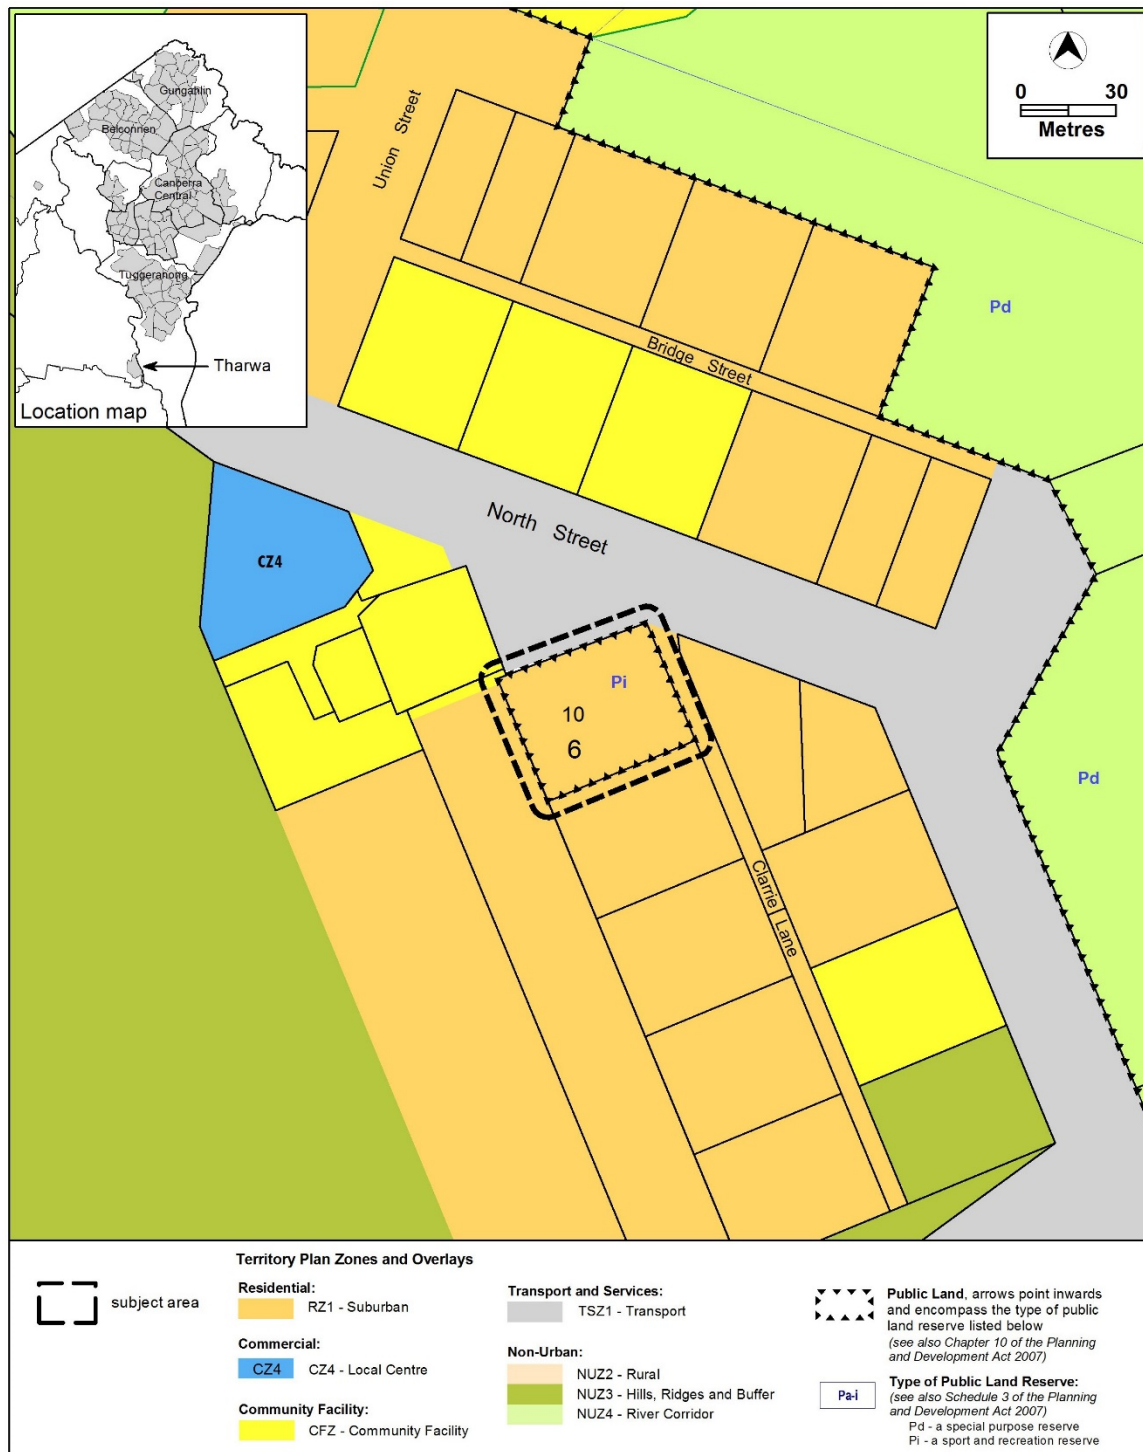 Gungahlin
Belconnen
Canberra
Central
Tuggeranong
Tharwa
Location map
0 30
Metres
Union Street
Bridge Street
Pd
North Street
CZ4
Pi
10
6
Pd
Clarrie Lane
Territory Plan Zones and Overlays
subject area
Residential:
RZ1 - Suburban
Commercial:
CZ4 CZ4 - Local Centre
Community Facility:
CFZ - Community Facility
Transport and Services:
TSZ1 - Transport
Non-Urban:
NUZ2 - Rural
NUZ3 - Hills, Ridges and Buffer
NUZ4 - River Corridor
Public Land, arrows point inwards
and encompass the type of public
land reserve listed below
(see also Chapter 10 of the Planning
and Development Act 2007)
Type of Public Land Reserve:
Pa-i
(see also Schedule 3 of the Planning
and Development Act 2007)
Pd - a special purpose reserve
Pi - a sport and recreation reserve